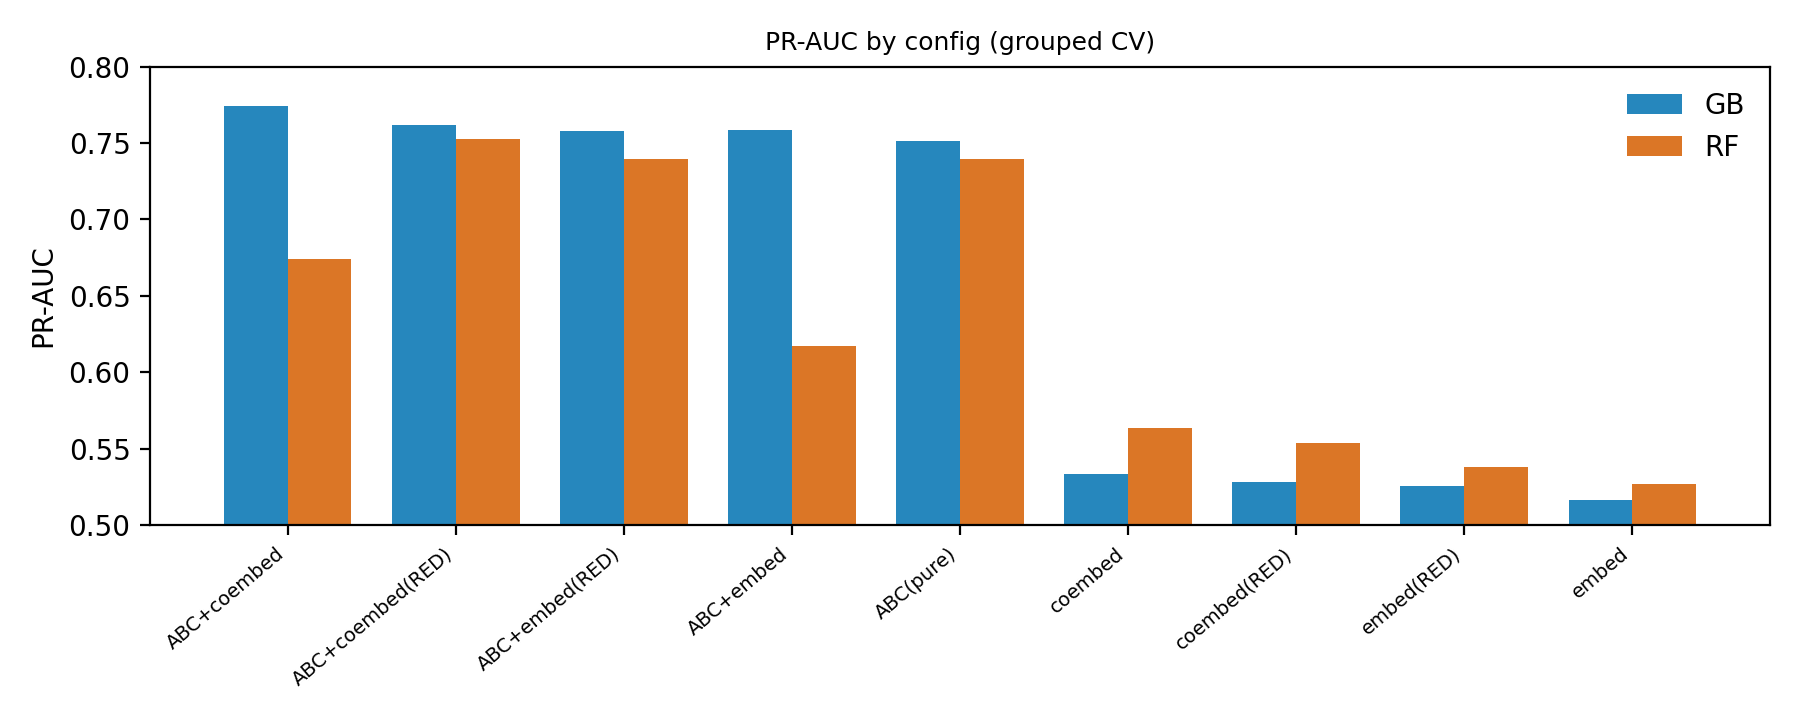 PR-AUC by config (grouped CV)
GB
RF
PR-AUC
0.80
0.75
0.70
0.65
0.60
0.55
0.50
ABC+coembed
ABC+coembed(RED)
ABC+embed(RED)
ABC+embed
ABC(pure)
coembed
coembed(RED)
embed(RED)
embed